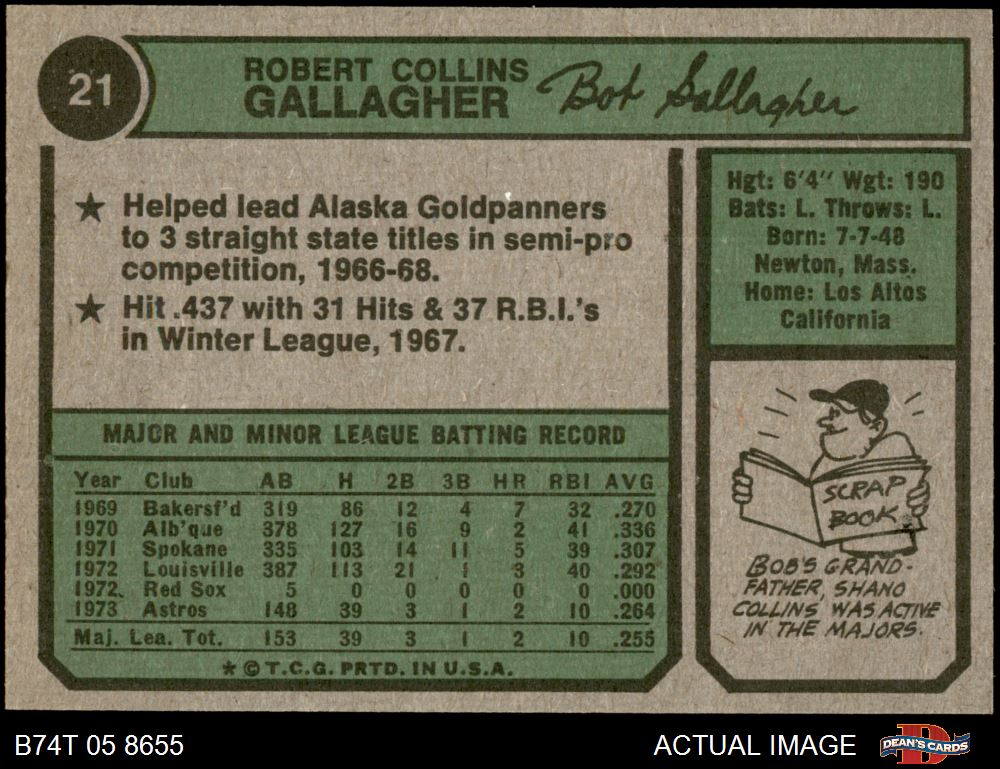 21
ROBERT COLLINS
GALLAGHER
Bob Gallagher
★ Helped lead Alaska Goldpanners
to 3 straight state titles in semi-pro
competition, 1966-68.
★ Hit .437 with 31 Hits & 37 R.B.I.'s
in Winter League, 1967.
Hgt: 6'4" Wgt: 190
Bats: L. Throws: L.
Born: 7-7-48
Newton, Mass.
Home: Los Altos
California
MAJOR AND MINOR LEAGUE BATTING RECORD
Year Club AB H 2B 3B HR RBI AVG
1969 Bakersf'd 319 86 12 4 7 32 .270
1970 Alb'que 378 127 16 9 2 41 .336
1971 Spokane 335 103 14 11 5 39 .307
1972 Louisville 387 113 21 1 3 40 .292
1972 Red Sox 5 0 0 0 0 0 .000
1973 Astros 148 39 3 1 2 10 .264
Maj. Lea. Tot. 153 39 3 1 2 10 .255
★ © T.C.G. PRTD. IN U.S.A.
SCRAP
BOOK
BOB'S GRAND-
FATHER, SHANO
COLLINS WAS ACTIVE
IN THE MAJORS.
B74T 05 8655
ACTUAL IMAGE
DEAN'S CARDS